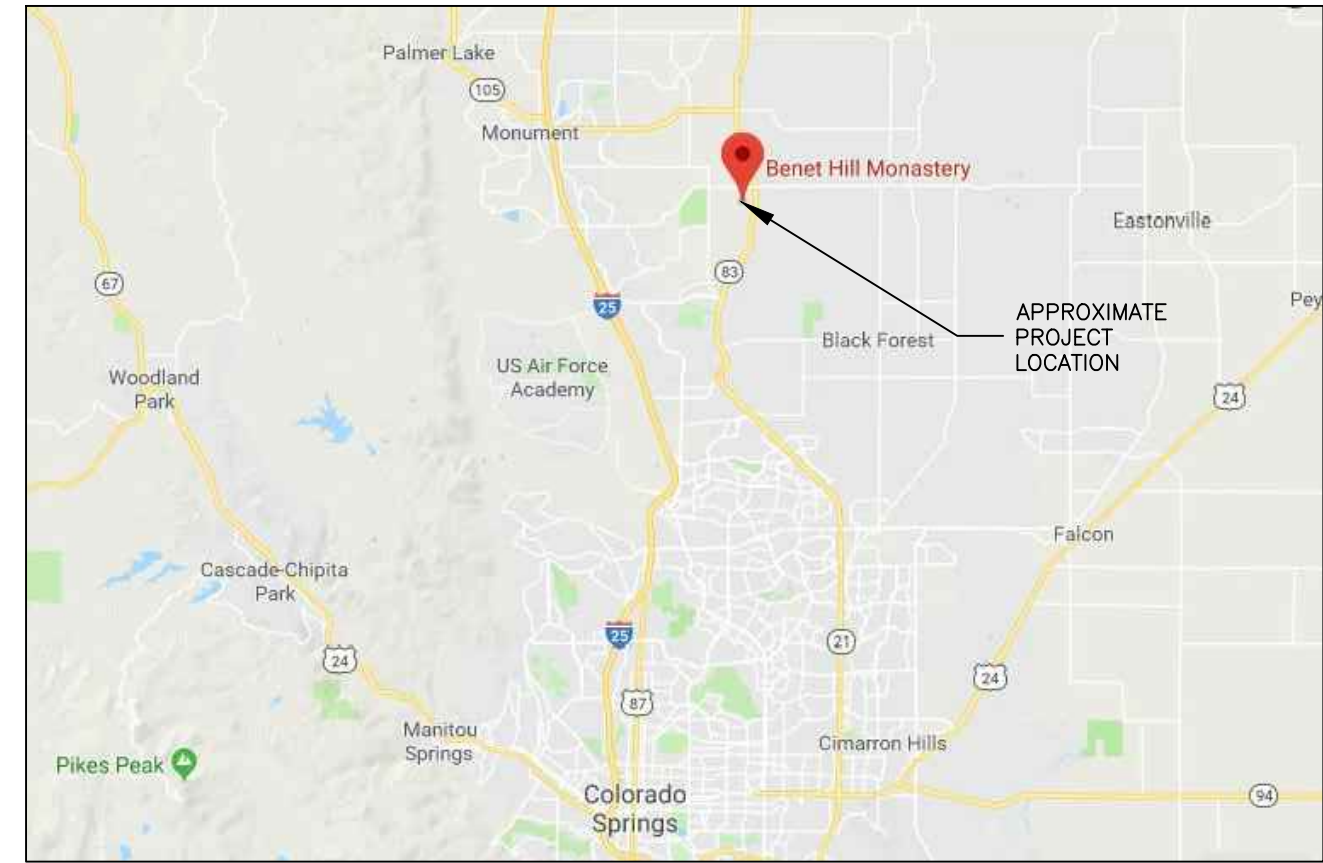 Palmer Lake
105
Monument
Benet Hill Monastery
Eastonville
67
83
25
Pey
APPROXIMATE
PROJECT
LOCATION
Black Forest
US Air Force
Academy
Woodland
Park
24
Falcon
Cascade-Chipita
Park
25
21
24
24
87
Manitou
Springs
Cimarron Hills
Pikes Peak
Colorado
Springs
94